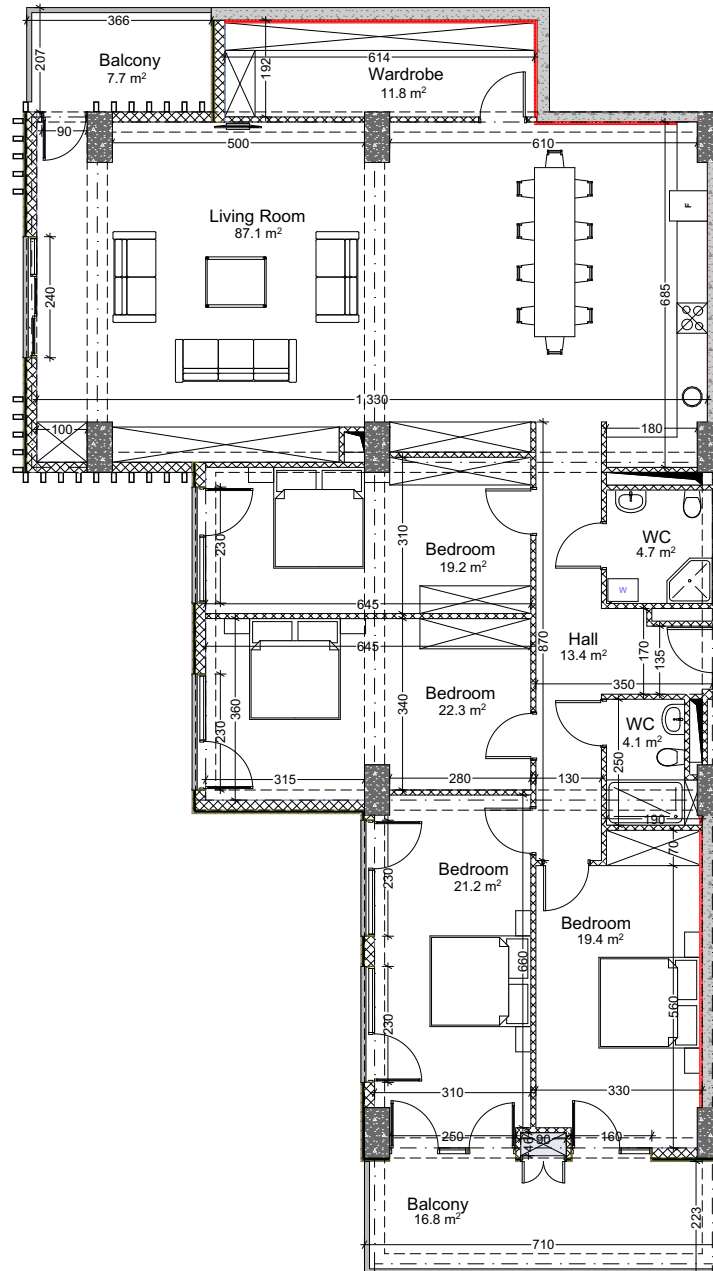 366
207
Balcony
7.7 m²
192
614
Wardrobe
11.8 m²
90
500
610
Living Room
87.1 m²
F
240
685
1,330
100
180
230
310
Bedroom
19.2 m²
WC
4.7 m²
W
645
645
870
Hall
13.4 m²
170
135
350
360
340
Bedroom
22.3 m²
230
WC
4.1 m²
250
315
280
130
190
70
230
Bedroom
21.2 m²
Bedroom
19.4 m²
660
560
230
310
330
250
46
90
160
Balcony
16.8 m²
223
710